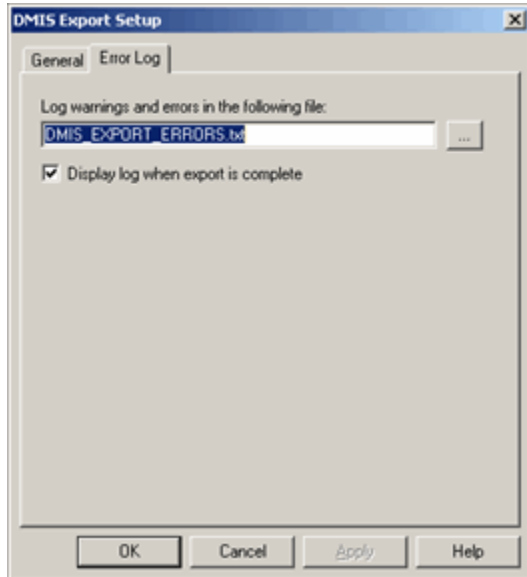 DMIS Export Setup
General Error Log
Log warnings and errors in the following file:
DMIS_EXPORT_ERRORS.txt ...
Display log when export is complete
OK Cancel Apply Help